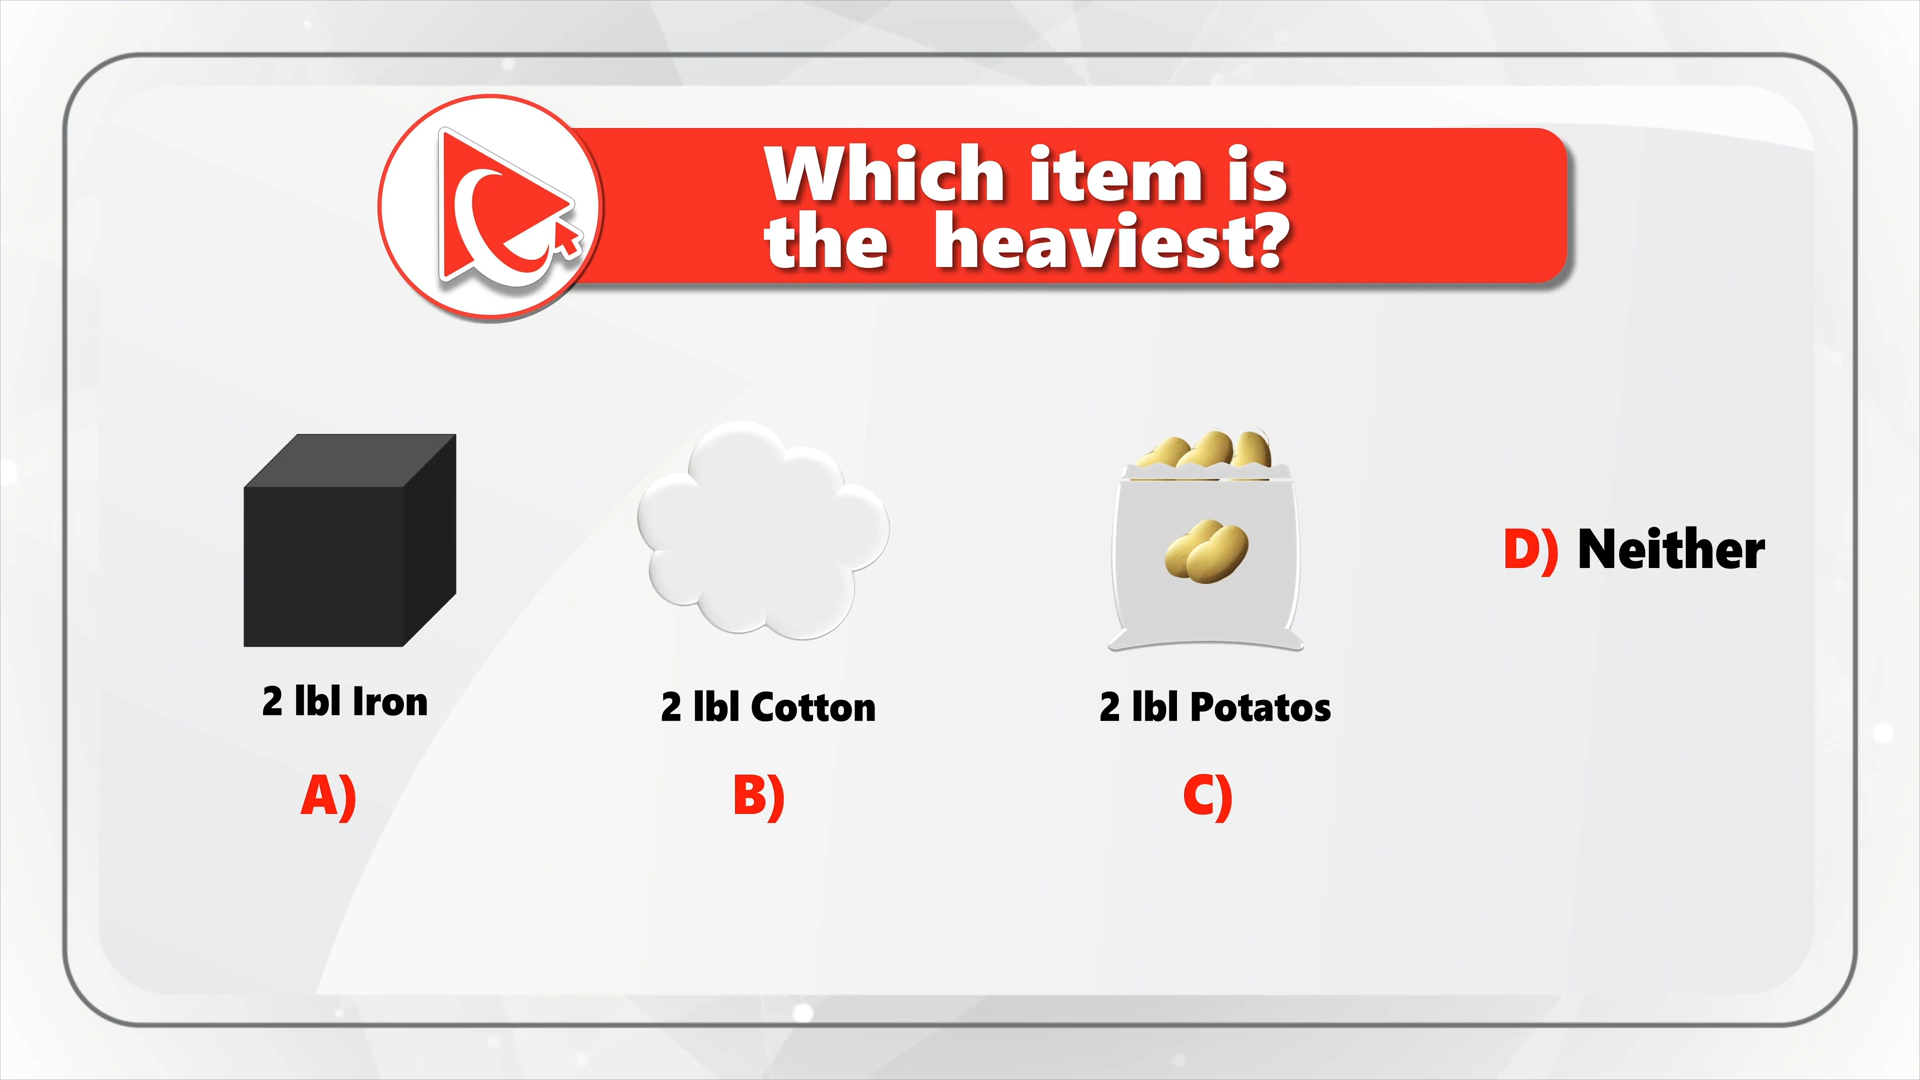 Which item is
the heaviest?
2 lbl Iron
2 lbl Cotton
2 lbl Potatos
D) Neither
A)
B)
C)